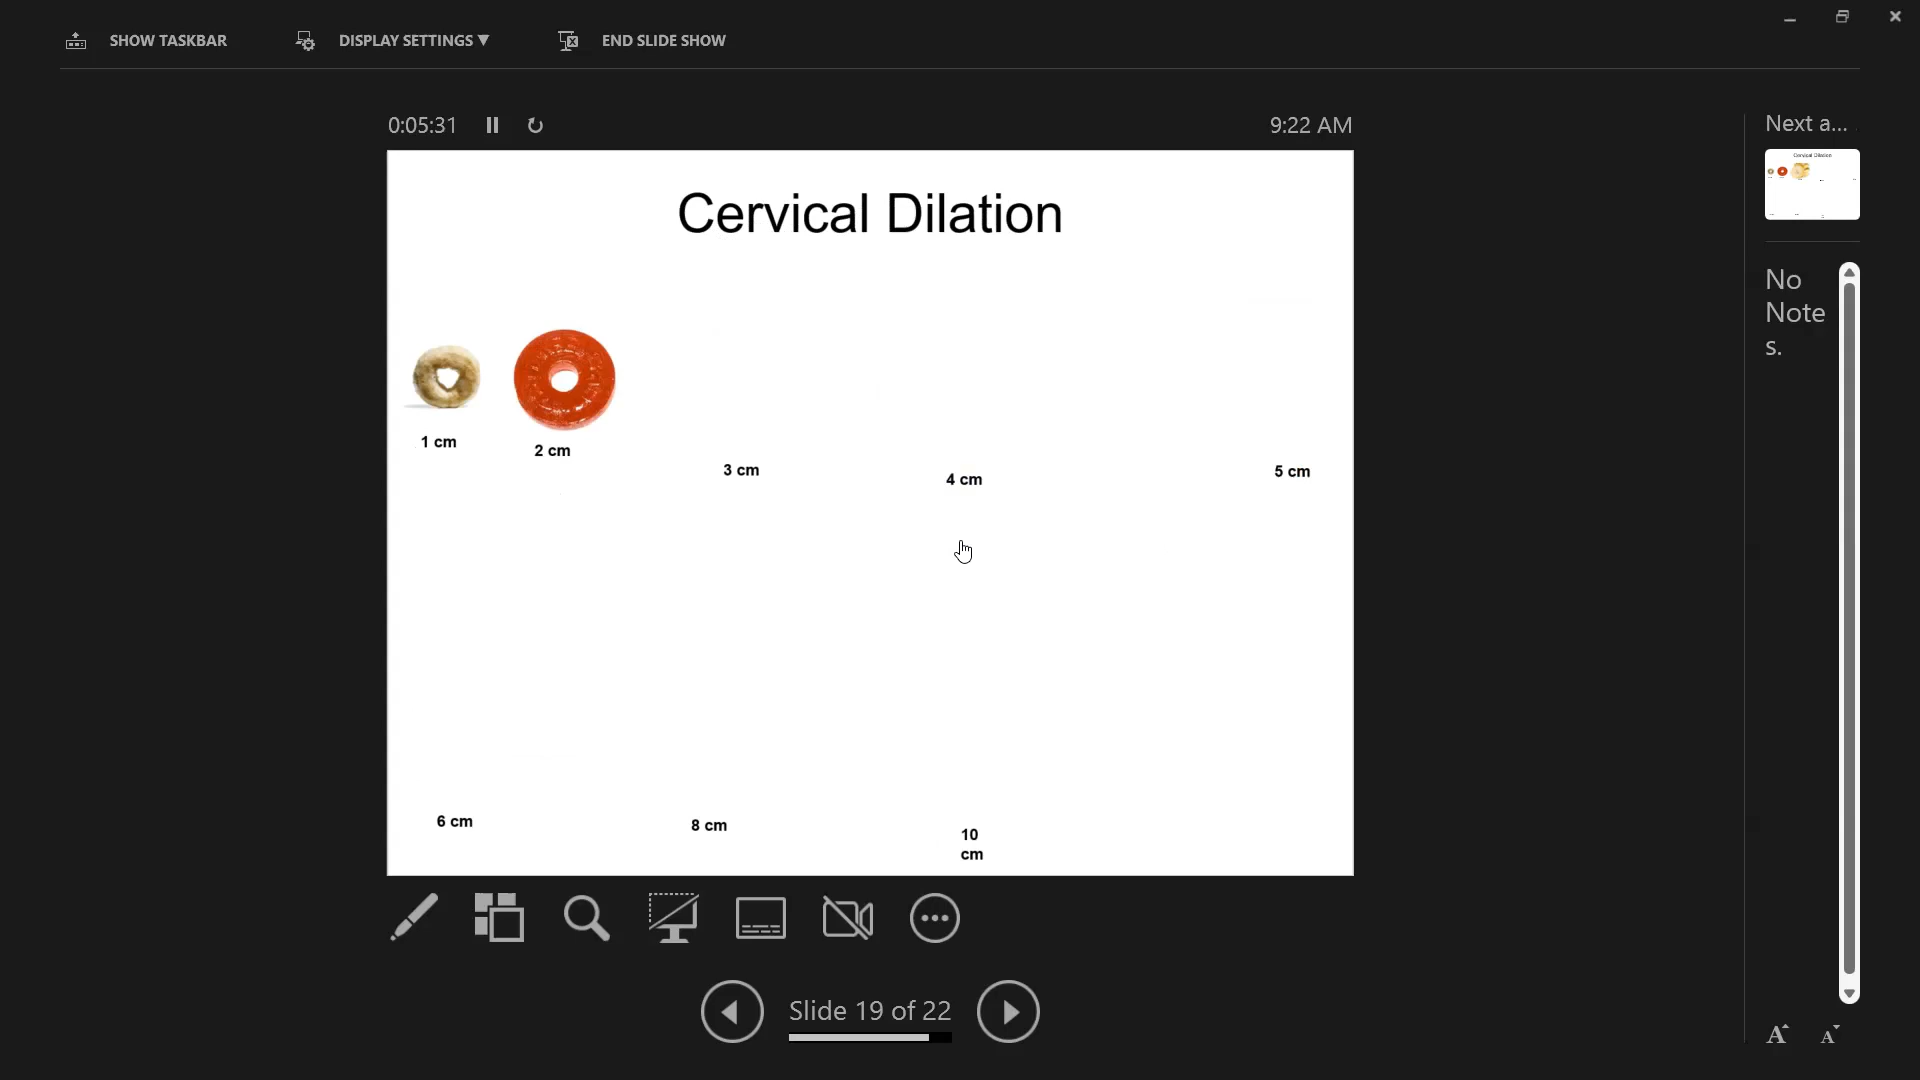 SHOW TASKBAR
DISPLAY SETTINGS ▼
END SLIDE SHOW
0:05:31
9:22 AM
Next a...
Cervical Dilation
Cervical Dilation
1 cm
2 cm
3 cm
4 cm
5 cm
6 cm
8 cm
10
cm
No
Note
s.
Slide 19 of 22
A
A